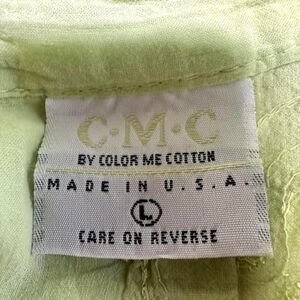 C·M·C
BY COLOR ME COTTON
MADE IN U.S.A.
L
CARE ON REVERSE